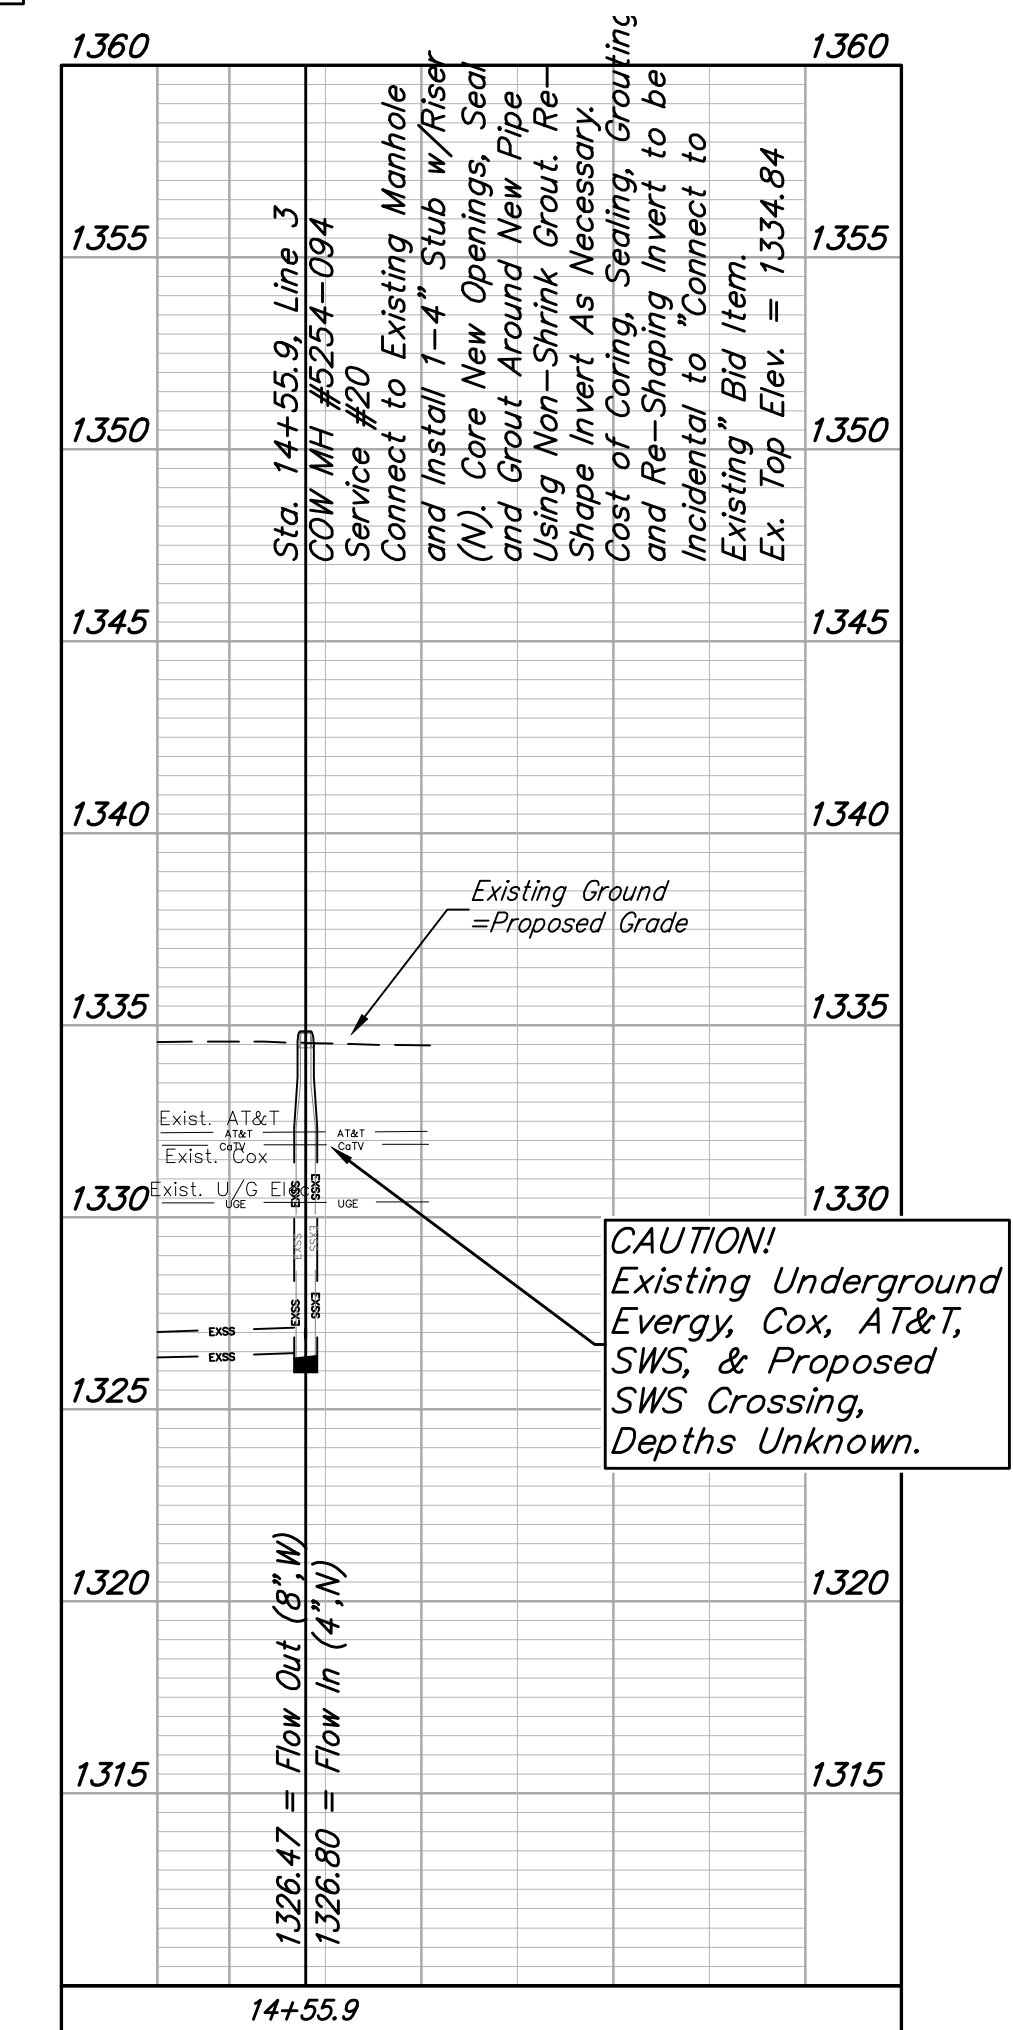 1360
1360
1355
1355
1350
1350
1345
1345
1340
1340
1335
1335
1330
1330
1325
1320
1320
1315
1315
Sta. 14+55.9, Line 3
COW MH #5254-094
Service #20
Connect to Existing Manhole
and Install 1-4" Stub w/Riser
(N). Core New Openings, Seal
and Grout Around New Pipe
Using Non-Shrink Grout. Re-
Shape Invert As Necessary.
Cost of Coring, Sealing, Grouting
and Re-Shaping Invert to be
Incidental to "Connect to
Existing" Bid Item.
Ex. Top Elev. = 1334.84
Existing Ground
=Proposed Grade
Exist. AT&T
AT&T
AT&T
CaTV
CaTV
Exist. Cox
Exist. U/G Elec
UGE
UGE
EXSS
EXSS
EXSS
EXSS
EXSS
EXSS
EXSS
EXSS
CAUTION!
Existing Underground
Evergy, Cox, AT&T,
SWS, & Proposed
SWS Crossing,
Depths Unknown.
1326.47 = Flow Out (8",W)
1326.80 = Flow In (4",N)
14+55.9